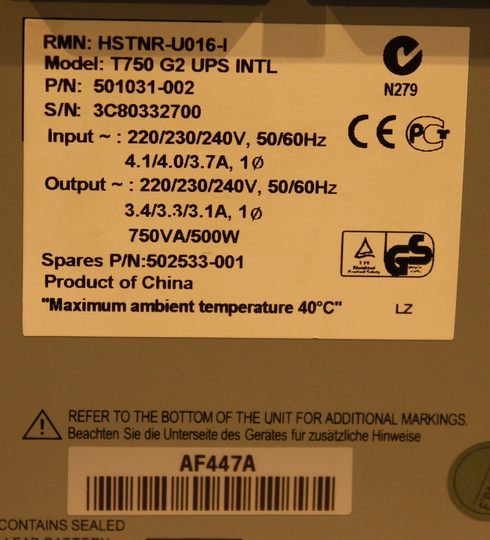 RMN: HSTNR-U016-I
Model: T750 G2 UPS INTL
P/N: 501031-002
S/N: 3C80332700
N279
Input ~ : 220/230/240V, 50/60Hz
4.1/4.0/3.7A, 1Ø
CE
Output ~ : 220/230/240V, 50/60Hz
3.4/3.3/3.1A, 1Ø
750VA/500W
GS
Spares P/N:502533-001
Product of China
"Maximum ambient temperature 40°C"
LZ
REFER TO THE BOTTOM OF THE UNIT FOR ADDITIONAL MARKINGS.
Beachten Sie die Unterseite des Gerätes für zusätzliche Hinweise
AF447A
CONTAINS SEALED